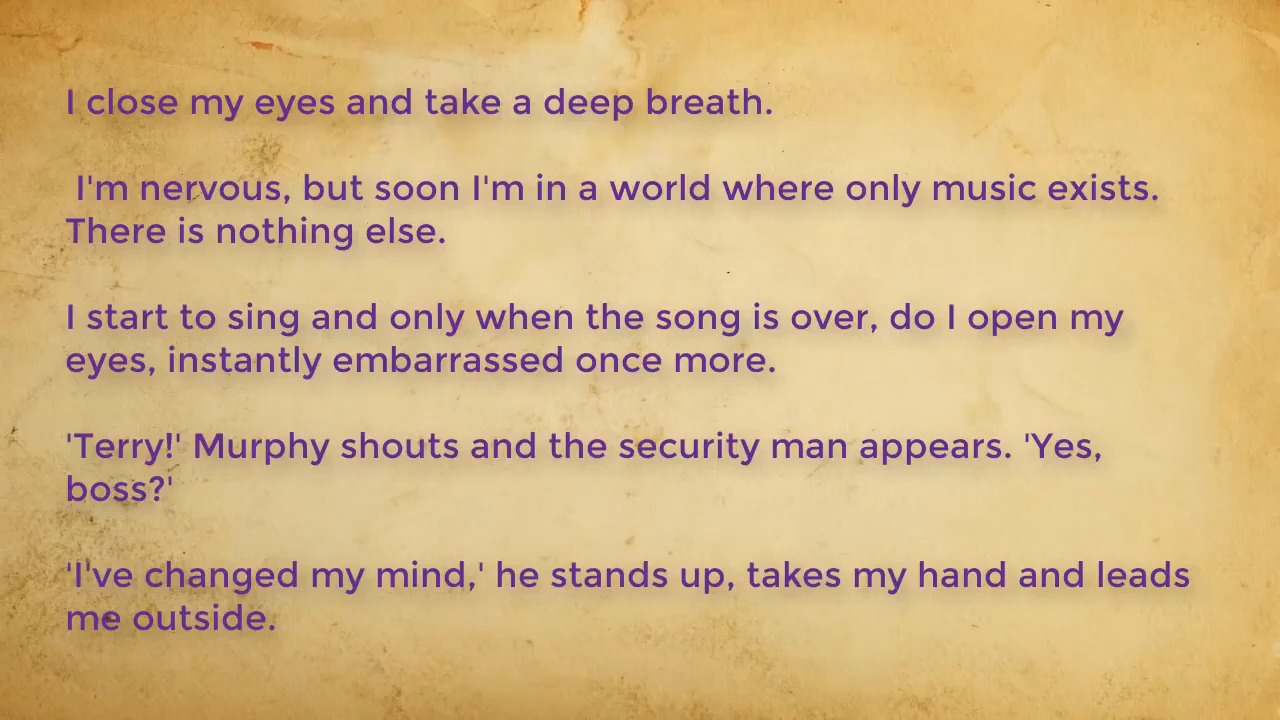 I close my eyes and take a deep breath.
I'm nervous, but soon I'm in a world where only music exists.
There is nothing else.
I start to sing and only when the song is over, do I open my
eyes, instantly embarrassed once more.
'Terry!' Murphy shouts and the security man appears. 'Yes,
boss?'
'I've changed my mind,' he stands up, takes my hand and leads
me outside.